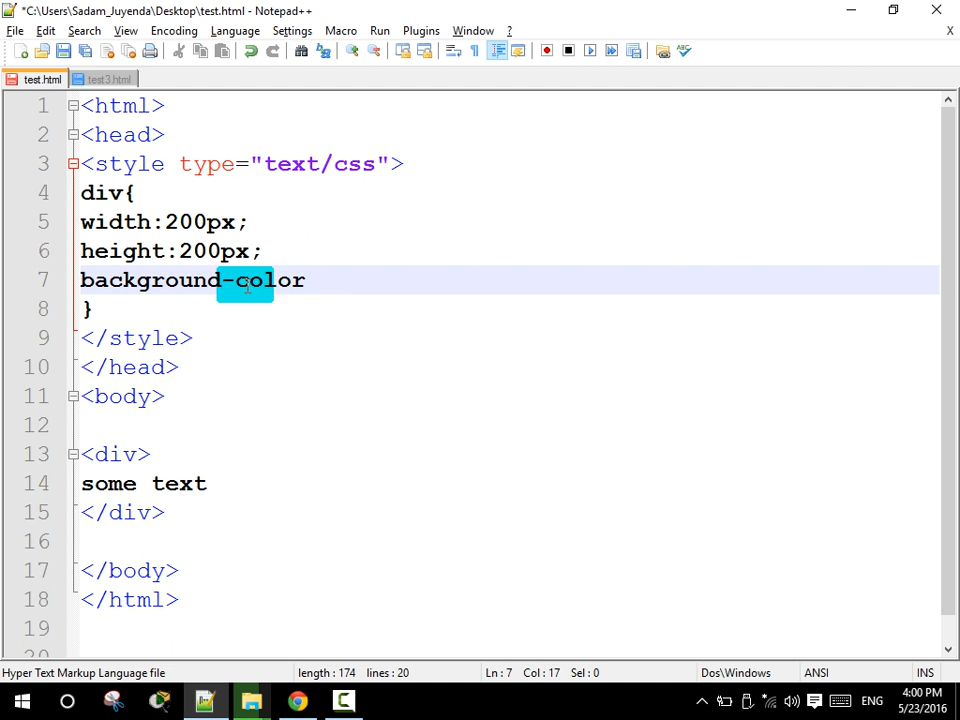 *C:\Users\Sadam_Juyenda\Desktop\test.html - Notepad++
File Edit Search View Encoding Language Settings Macro Run Plugins Window ? X
test.html test3.html
1 <html>
2 <head>
3 <style type="text/css">
4 div{
5 width:200px;
6 height:200px;
7 background-color
8 }
9 </style>
10 </head>
11 <body>
12
13 <div>
14 some text
15 </div>
16
17 </body>
18 </html>
19
20
Hyper Text Markup Language file length : 174 lines : 20 Ln : 7 Col : 17 Sel : 0 Dos\Windows ANSI INS
ENG 4:00 PM
5/23/2016